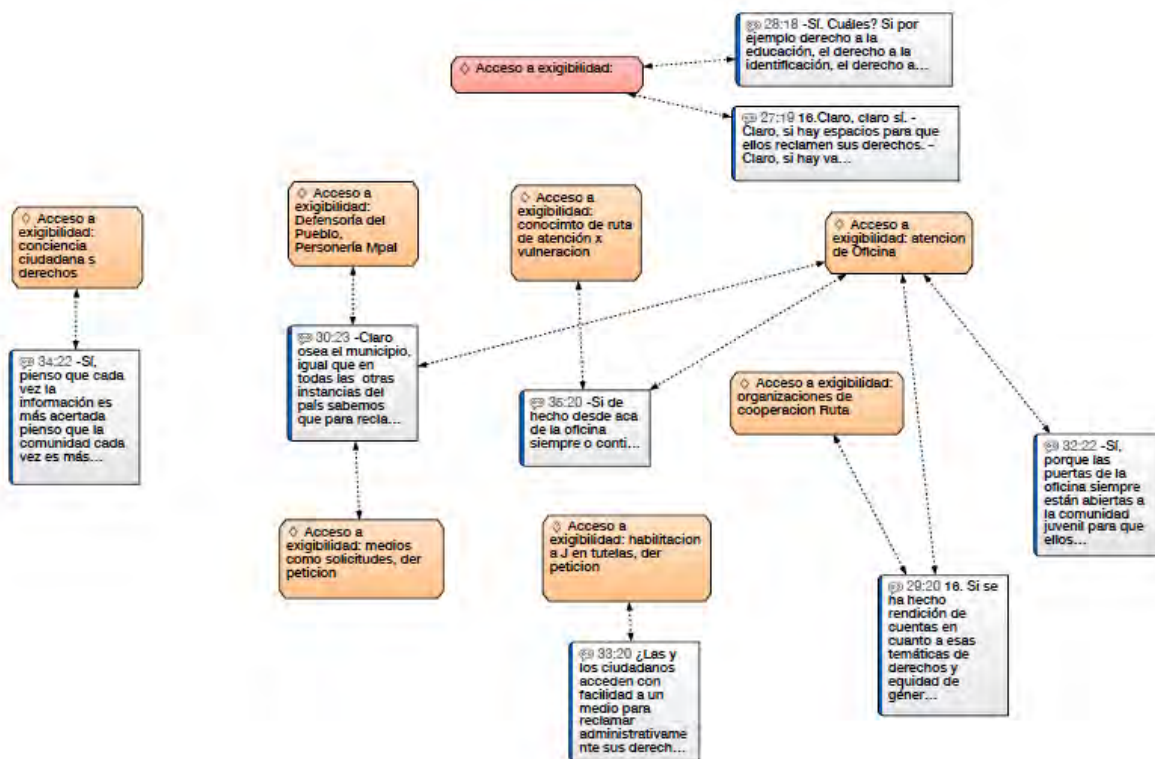 28:18 -Sí. Cuáles? Si por
ejemplo derecho a la
educación, el derecho a la
identificación, el derecho a...
◇ Acceso a exigibilidad:
27:19 16.Claro, claro sí. -
Claro, si hay espacios para que
ellos reclamen sus derechos. -
Claro, si hay va...
◇ Acceso a
exigibilidad:
conciencia
ciudadana s
derechos
◇ Acceso a
exigibilidad:
Defensoría del
Pueblo,
Personería Mpal
◇ Acceso a
exigibilidad:
conocimto de ruta
de atención x
vulneracion
◇ Acceso a
exigibilidad: atencion
de Oficina
34:22 -Sí,
pienso que cada
vez la
información es
más acertada
pienso que la
comunidad cada
vez es más...
30:23 -Claro
osea el municipio,
igual que en
todas las otras
instancias del
país sabemos
que para recla...
35:20 -Si de
hecho desde aca
de la oficina
siempre o conti...
◇ Acceso a exigibilidad:
organizaciones de
cooperacion Ruta
32:22 -Sí,
porque las
puertas de la
oficina siempre
están abiertas a
la comunidad
juvenil para que
ellos...
◇ Acceso a
exigibilidad: medios
como solicitudes, der
peticion
◇ Acceso a
exigibilidad: habilitacion
a J en tutelas, der
peticion
29:20 16. Si se
ha hecho
rendición de
cuentas en
cuanto a esas
temáticas de
derechos y
equidad de
géner...
33:20 ¿Las y
los ciudadanos
acceden con
facilidad a un
medio para
reclamar
administrativame
nte sus derech...